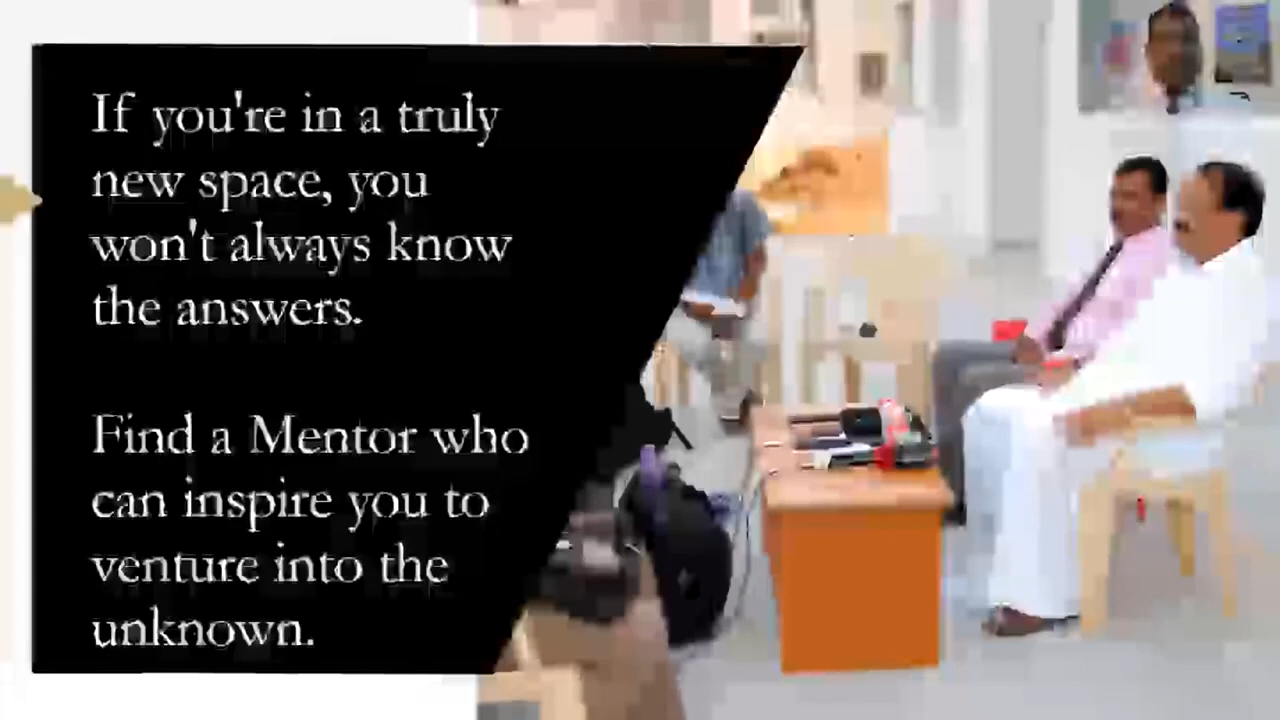 If you're in a truly
new space, you
won't always know
the answers.
Find a Mentor who
can inspire you to
venture into the
unknown.